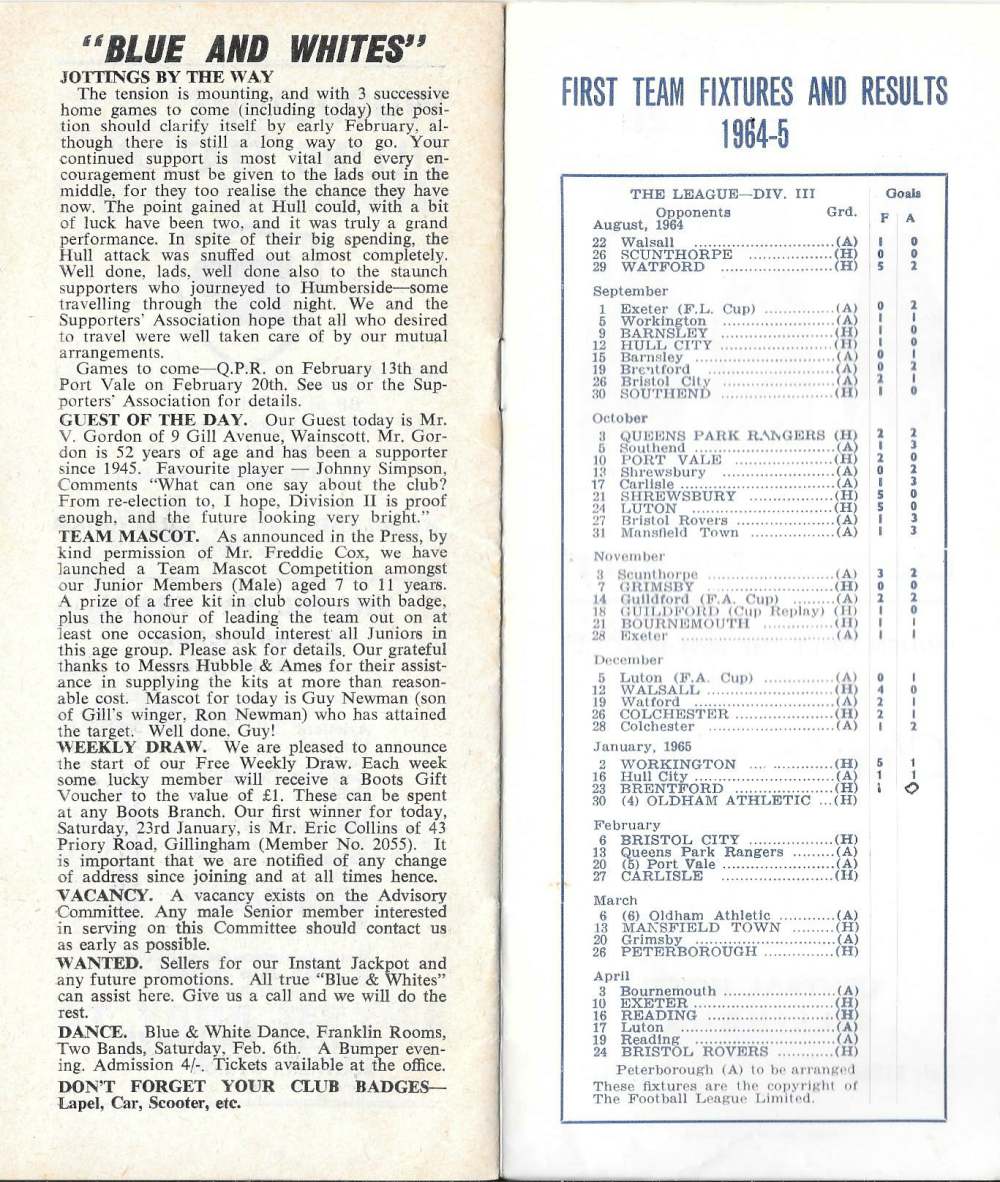 “BLUE AND WHITES”
JOTTINGS BY THE WAY
The tension is mounting, and with 3 successive
home games to come (including today) the posi-
tion should clarify itself by early February, al-
though there is still a long way to go. Your
continued support is most vital and every en-
couragement must be given to the lads out in the
middle, for they too realise the chance they have
now. The point gained at Hull could, with a bit
of luck have been two, and it was truly a grand
performance. In spite of their big spending, the
Hull attack was snuffed out almost completely.
Well done, lads, well done also to the staunch
supporters who journeyed to Humberside—some
travelling through the cold night. We and the
Supporters’ Association hope that all who desired
to travel were well taken care of by our mutual
arrangements.
Games to come—Q.P.R. on February 13th and
Port Vale on February 20th. See us or the Sup-
porters’ Association for details.
GUEST OF THE DAY. Our Guest today is Mr.
V. Gordon of 9 Gill Avenue, Wainscott. Mr. Gor-
don is 52 years of age and has been a supporter
since 1945. Favourite player — Johnny Simpson,
Comments “What can one say about the club?
From re-election to, I hope, Division II is proof
enough, and the future looking very bright.”
TEAM MASCOT. As announced in the Press, by
kind permission of Mr. Freddie Cox, we have
launched a Team Mascot Competition amongst
our Junior Members (Male) aged 7 to 11 years.
A prize of a free kit in club colours with badge,
plus the honour of leading the team out on at
least one occasion, should interest all Juniors in
this age group. Please ask for details. Our grateful
thanks to Messrs Hubble & Ames for their assist-
ance in supplying the kits at more than reason-
able cost. Mascot for today is Guy Newman (son
of Gill's winger, Ron Newman) who has attained
the target. Well done, Guy!
WEEKLY DRAW. We are pleased to announce
the start of our Free Weekly Draw. Each week
some lucky member will receive a Boots Gift
Voucher to the value of £1. These can be spent
at any Boots Branch. Our first winner for today,
Saturday, 23rd January, is Mr. Eric Collins of 43
Priory Road, Gillingham (Member No. 2055). It
is important that we are notified of any change
of address since joining and at all times hence.
VACANCY. A vacancy exists on the Advisory
Committee. Any male Senior member interested
in serving on this Committee should contact us
as early as possible.
WANTED. Sellers for our Instant Jackpot and
any future promotions. All true “Blue & Whites”
can assist here. Give us a call and we will do the
rest.
DANCE. Blue & White Dance, Franklin Rooms,
Two Bands, Saturday, Feb. 6th. A Bumper even-
ing. Admission 4/-. Tickets available at the office.
DON'T FORGET YOUR CLUB BADGES—
Lapel, Car, Scooter, etc.
FIRST TEAM FIXTURES AND RESULTS
1964-5
THE LEAGUE—DIV. III Goals
Opponents Grd. F A
August, 1964
22 Walsall (A) 1 0
26 SCUNTHORPE (H) 0 0
29 WATFORD (H) 5 2
September
1 Exeter (F.L. Cup) (A) 0 2
5 Workington (A) 1 1
9 BARNSLEY (H) 1 0
12 HULL CITY (H) 1 0
15 Barnsley (A) 0 1
19 Brentford (A) 0 2
26 Bristol City (A) 2 1
30 SOUTHEND (H) 1 0
October
3 QUEENS PARK RANGERS (H) 2 2
5 Southend (A) 1 3
10 PORT VALE (H) 2 0
13 Shrewsbury (A) 0 2
17 Carlisle (A) 1 3
21 SHREWSBURY (H) 5 0
24 LUTON (H) 5 0
27 Bristol Rovers (A) 1 3
31 Mansfield Town (A) 1 3
November
3 Scunthorpe (A) 3 2
7 GRIMSBY (H) 0 0
14 Guildford (F.A. Cup) (A) 2 2
18 GUILDFORD (Cup Replay) (H) 1 0
21 BOURNEMOUTH (H) 1 1
28 Exeter (A) 1 1
December
5 Luton (F.A. Cup) (A) 0 1
12 WALSALL (H) 4 0
19 Watford (A) 2 1
26 COLCHESTER (H) 2 1
28 Colchester (A) 1 2
January, 1965
2 WORKINGTON (H) 5 1
16 Hull City (A) 1 1
23 BRENTFORD (H) 1 0
30 (4) OLDHAM ATHLETIC (H)
February
6 BRISTOL CITY (H)
13 Queens Park Rangers (A)
20 (5) Port Vale (A)
27 CARLISLE (H)
March
6 (6) Oldham Athletic (A)
13 MANSFIELD TOWN (H)
20 Grimsby (A)
26 PETERBOROUGH (H)
April
3 Bournemouth (A)
10 EXETER (H)
16 READING (H)
17 Luton (A)
19 Reading (A)
24 BRISTOL ROVERS (H)
Peterborough (A) to be arranged
These fixtures are the copyright of
The Football League Limited.